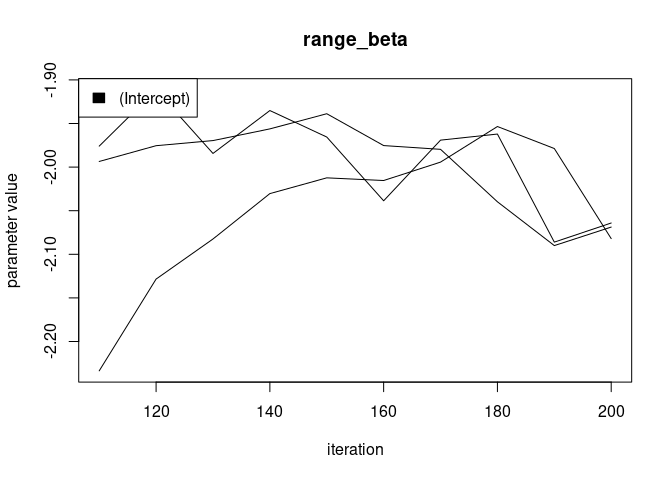 range_beta
(Intercept)
-1.90
-2.00
-2.10
-2.20
parameter value
120 140 160 180 200
iteration